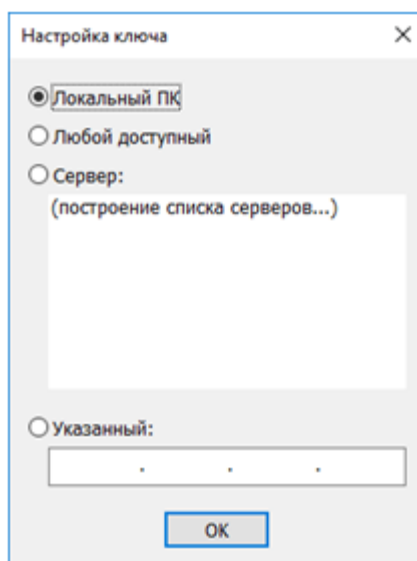 Настройка ключа
Локальный ПК
Любой доступный
Сервер:
(построение списка серверов...)
Указанный:
. . .
OK